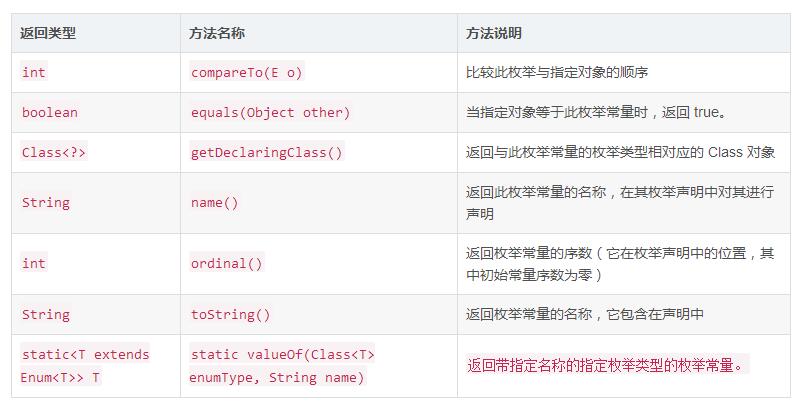 返回类型 方法名称 方法说明
int compareTo(E o) 比较此枚举与指定对象的顺序
boolean equals(Object other) 当指定对象等于此枚举常量时，返回 true。
Class<?> getDeclaringClass() 返回与此枚举常量的枚举类型相对应的 Class 对象
String name() 返回此枚举常量的名称，在其枚举声明中对其进行
声明
int ordinal() 返回枚举常量的序数（它在枚举声明中的位置，其
中初始常量序数为零）
String toString() 返回枚举常量的名称，它包含在声明中
static<T extends static valueOf(Class<T> 返回带指定名称的指定枚举类型的枚举常量。
Enum<T>> T enumType, String name)